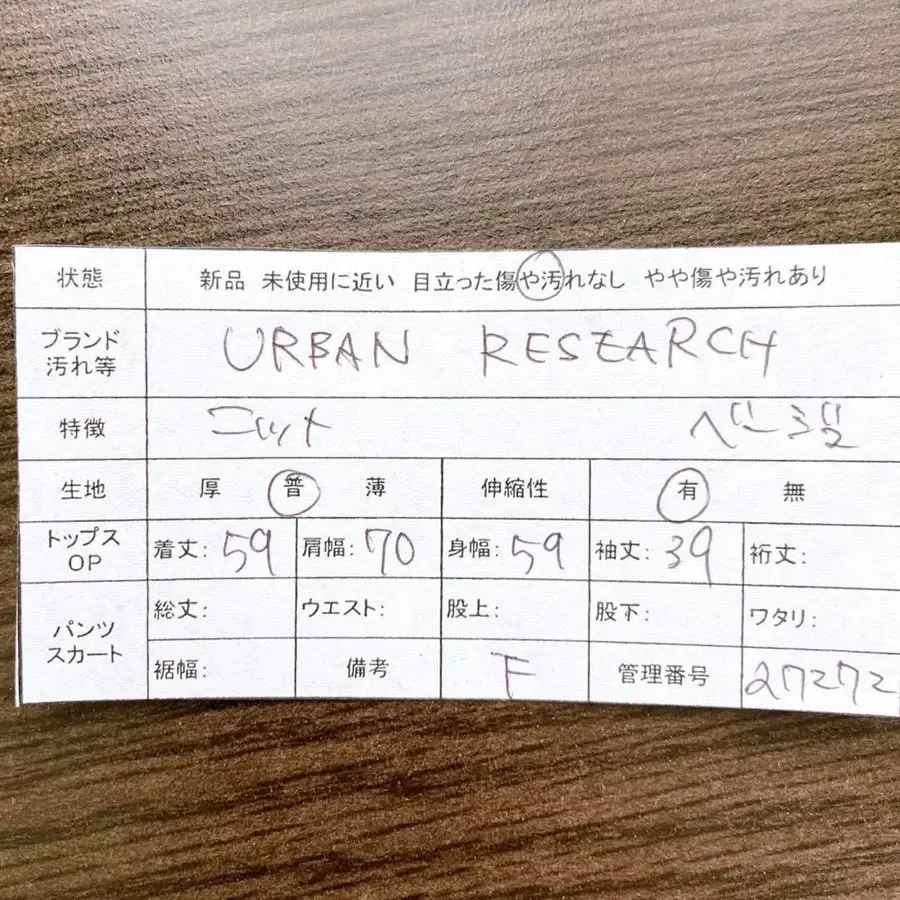 状態 新品 未使用に近い 目立った傷や汚れなし やや傷や汚れあり
ブランド
汚れ等
URBAN RESEARCH
特徴 ニット ベージュ
生地 厚 普 薄 伸縮性 有 無
トップス
OP
着丈: 59 肩幅: 70 身幅: 59 袖丈: 39 裄丈:
パンツ
スカート
総丈: ウエスト: 股上: 股下: ワタリ:
裾幅: 備考 F 管理番号 27272